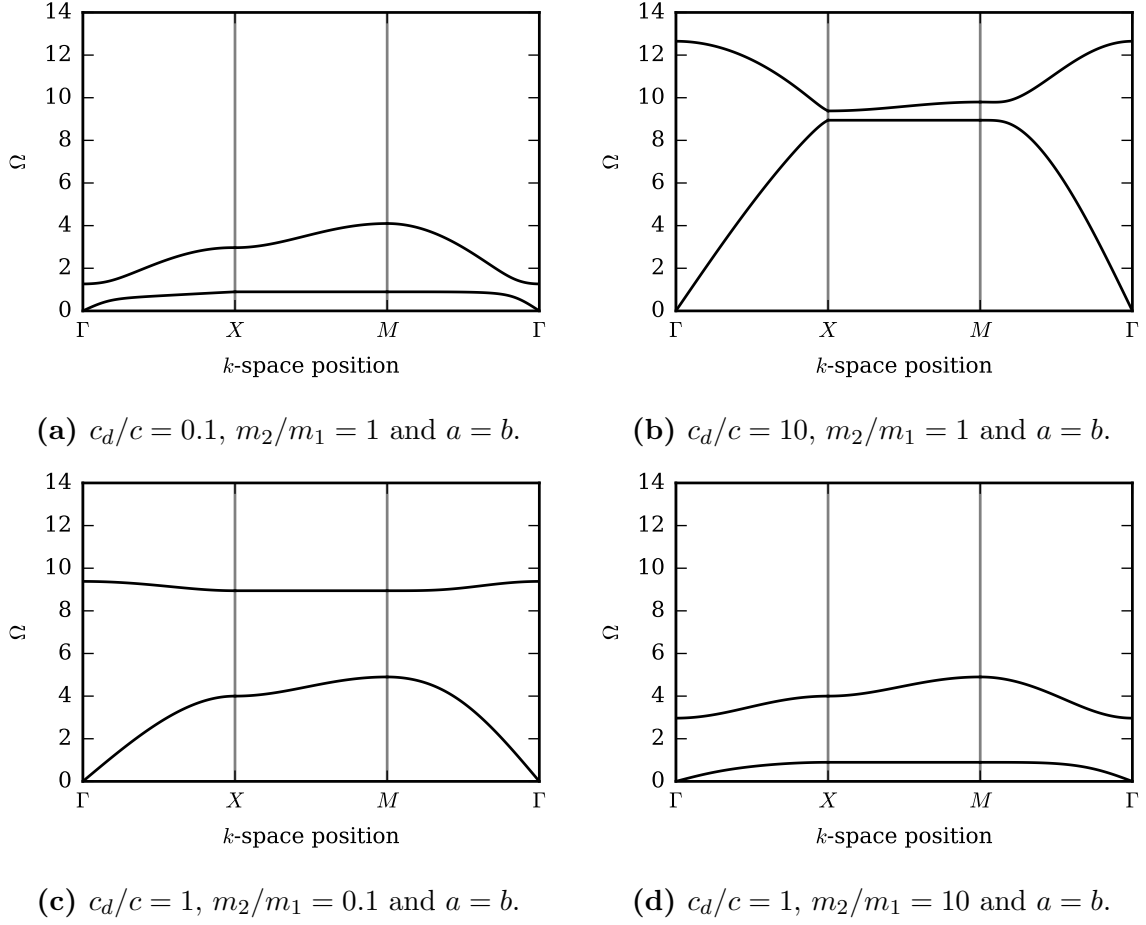 14
12
10
8
6
4
2
0
Ω
Γ X M Γ
k-space position
(a) c_d/c = 0.1, m_2/m_1 = 1 and a = b.
14
12
10
8
6
4
2
0
Ω
Γ X M Γ
k-space position
(b) c_d/c = 10, m_2/m_1 = 1 and a = b.
14
12
10
8
6
4
2
0
Ω
Γ X M Γ
k-space position
(c) c_d/c = 1, m_2/m_1 = 0.1 and a = b.
14
12
10
8
6
4
2
0
Ω
Γ X M Γ
k-space position
(d) c_d/c = 1, m_2/m_1 = 10 and a = b.